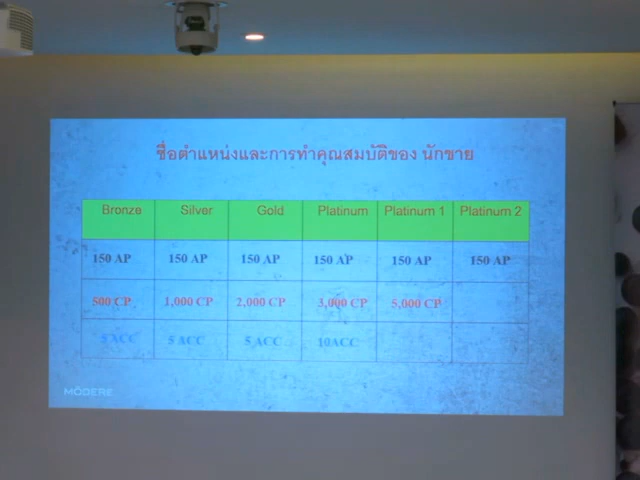 ชื่อตำแหน่งและการทำคุณสมบัติของ นักขาย
Bronze Silver Gold Platinum Platinum 1 Platinum 2
150 AP 150 AP 150 AP 150 AP 150 AP 150 AP
500 CP 1,000 CP 2,000 CP 3,000 CP 5,000 CP
5 ACC 5 ACC 5 ACC 10ACC
MODERE